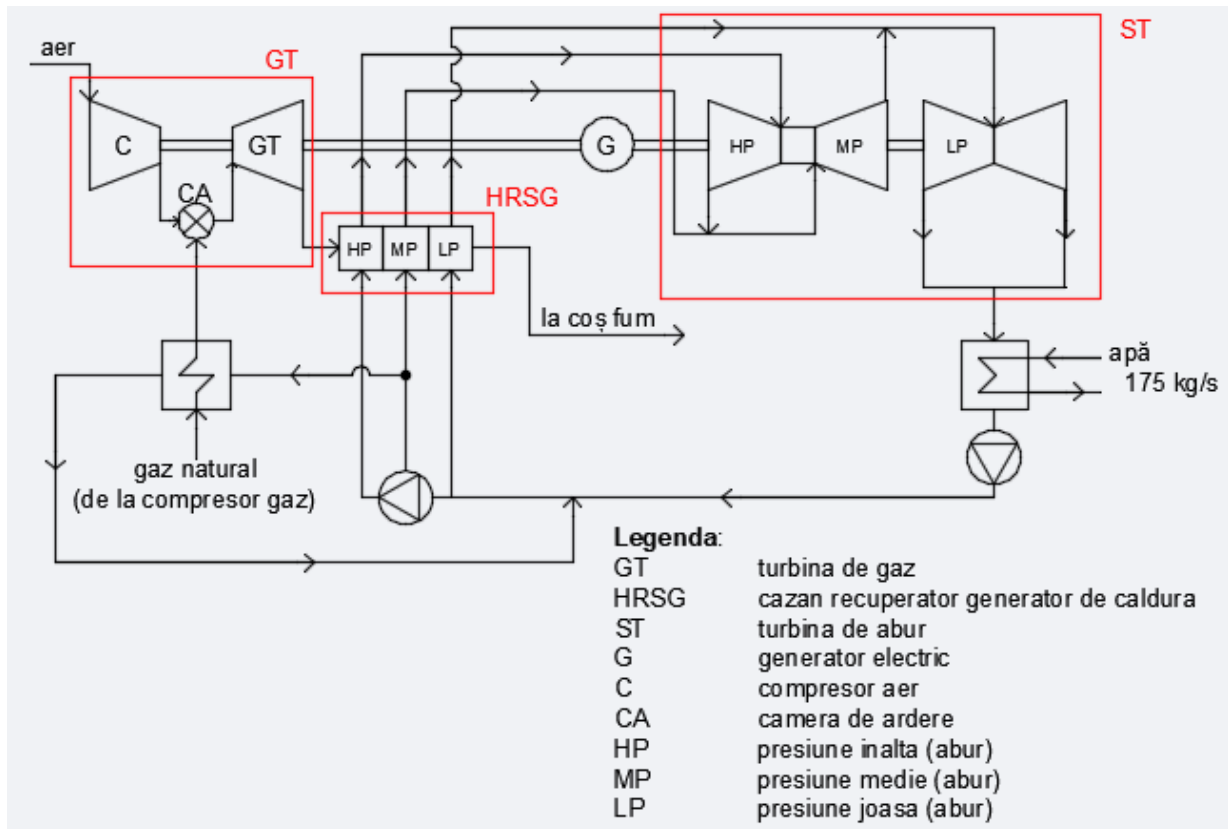 aer
GT
ST
C
GT
CA
G
HP
MP
LP
HRSG
HP
MP
LP
la coș fum
apă
175 kg/s
gaz natural
(de la compresor gaz)
Legenda:
GT turbina de gaz
HRSG cazan recuperator generator de caldura
ST turbina de abur
G generator electric
C compresor aer
CA camera de ardere
HP presiune inalta (abur)
MP presiune medie (abur)
LP presiune joasa (abur)